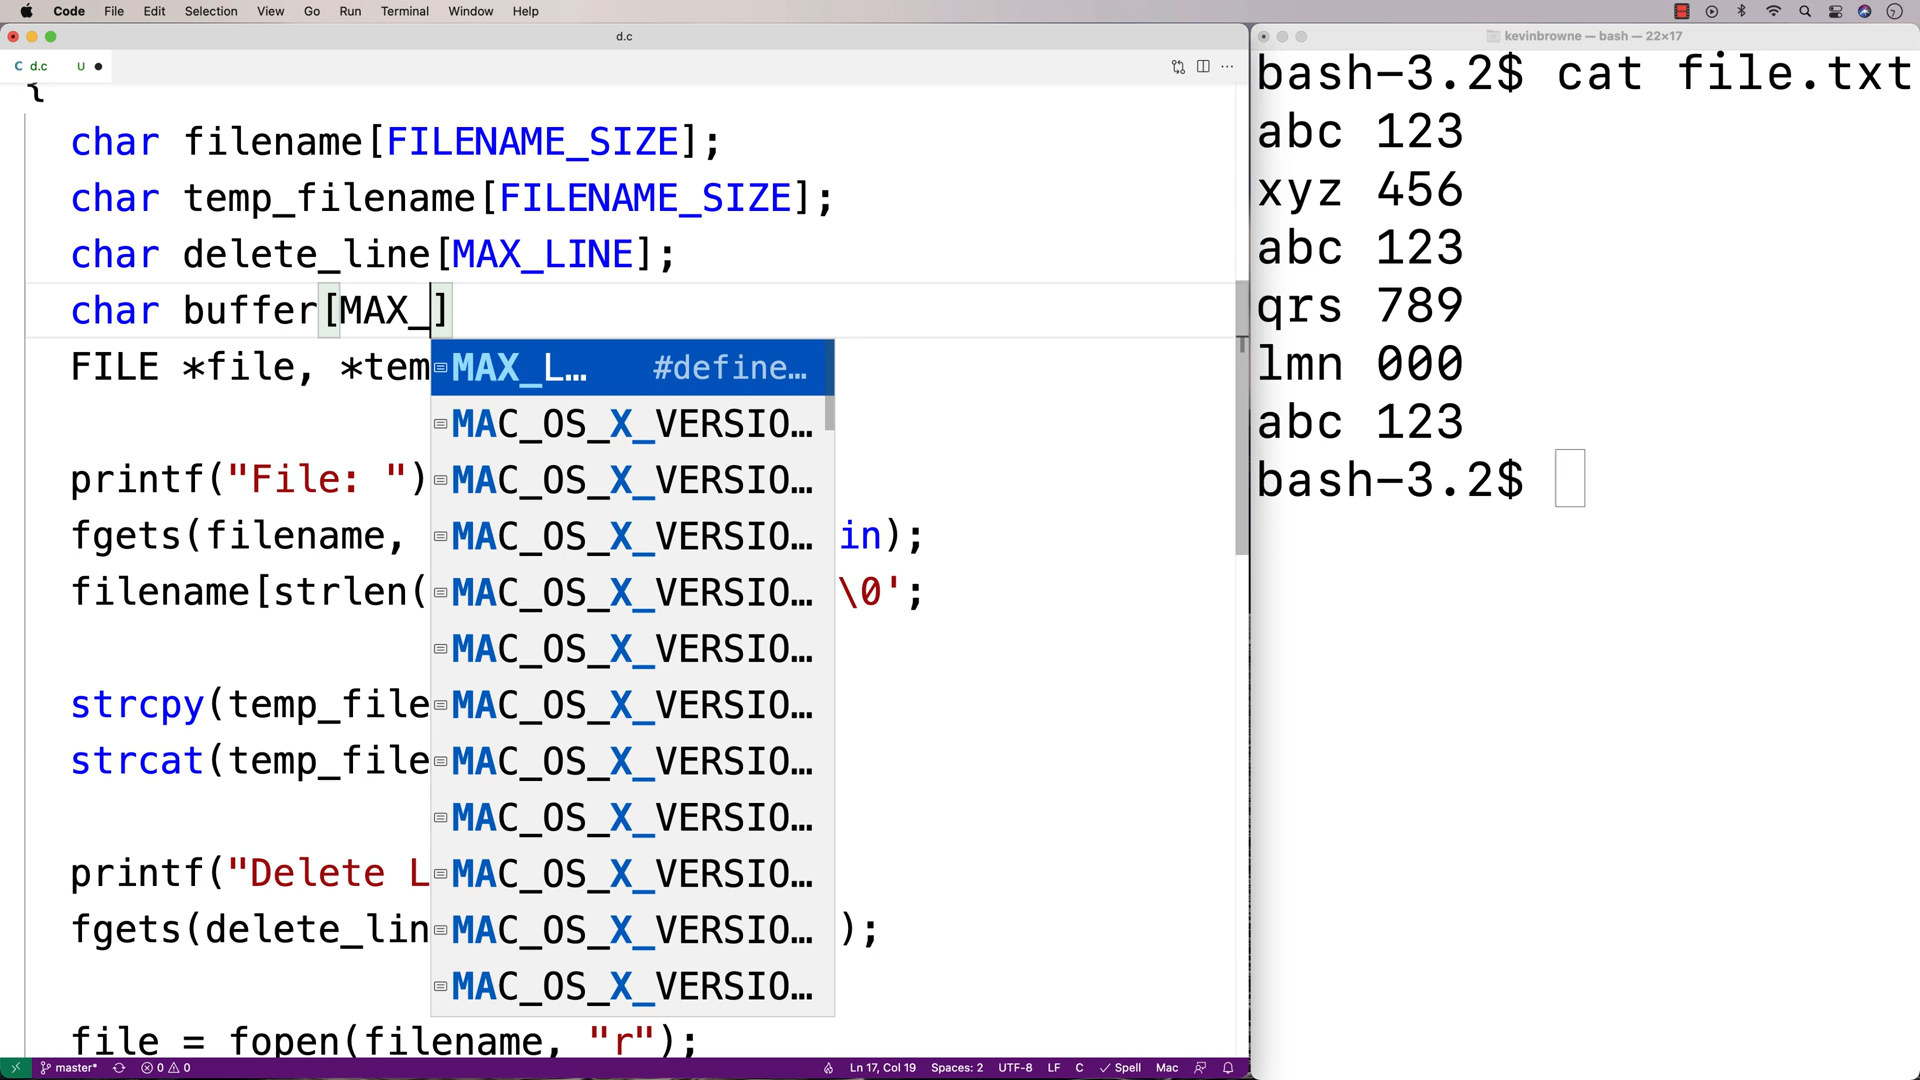 Code File Edit Selection View Go Run Terminal Window Help
d.c
C d.c U
{
char filename[FILENAME_SIZE];
char temp_filename[FILENAME_SIZE];
char delete_line[MAX_LINE];
char buffer[MAX_]
FILE *file, *tem
MAX_L… #define…
MAC_OS_X_VERSIO…
printf("File: ")
MAC_OS_X_VERSIO…
fgets(filename, in);
MAC_OS_X_VERSIO…
filename[strlen( \0';
MAC_OS_X_VERSIO…
MAC_OS_X_VERSIO…
strcpy(temp_file
MAC_OS_X_VERSIO…
strcat(temp_file
MAC_OS_X_VERSIO…
MAC_OS_X_VERSIO…
printf("Delete L
MAC_OS_X_VERSIO…
fgets(delete_lin );
MAC_OS_X_VERSIO…
MAC_OS_X_VERSIO…
file = fopen(filename, "r");
master* 0 0 Ln 17, Col 19 Spaces: 2 UTF-8 LF C Spell Mac
kevinbrowne — bash — 22×17
bash-3.2$ cat file.txt
abc 123
xyz 456
abc 123
qrs 789
lmn 000
abc 123
bash-3.2$